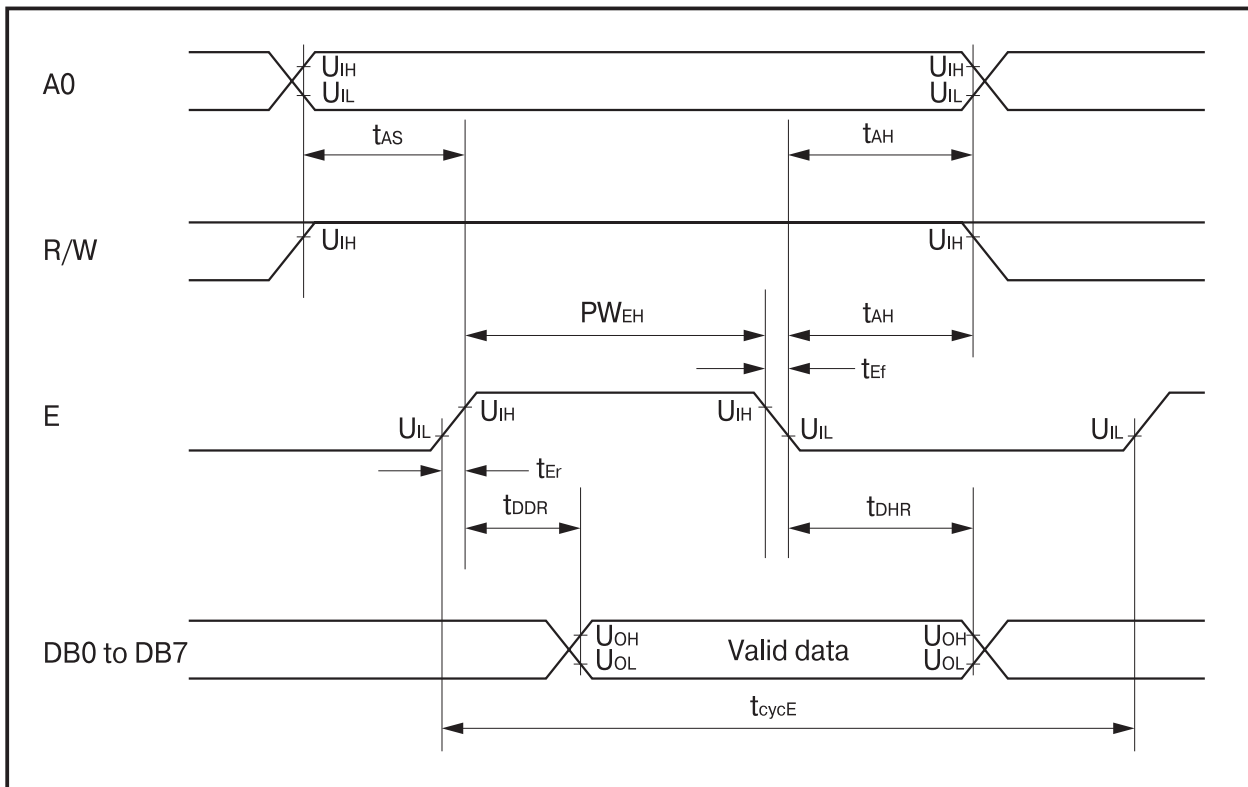 A0
UIH
UIL
UIH
UIL
tAS
tAH
R/W
UIH
UIH
PWEH
tAH
tEf
E
UIL
UIH
UIH
UIL
UIL
tEr
tDDR
tDHR
DB0 to DB7
UOH
UOL
Valid data
UOH
UOL
tcycE